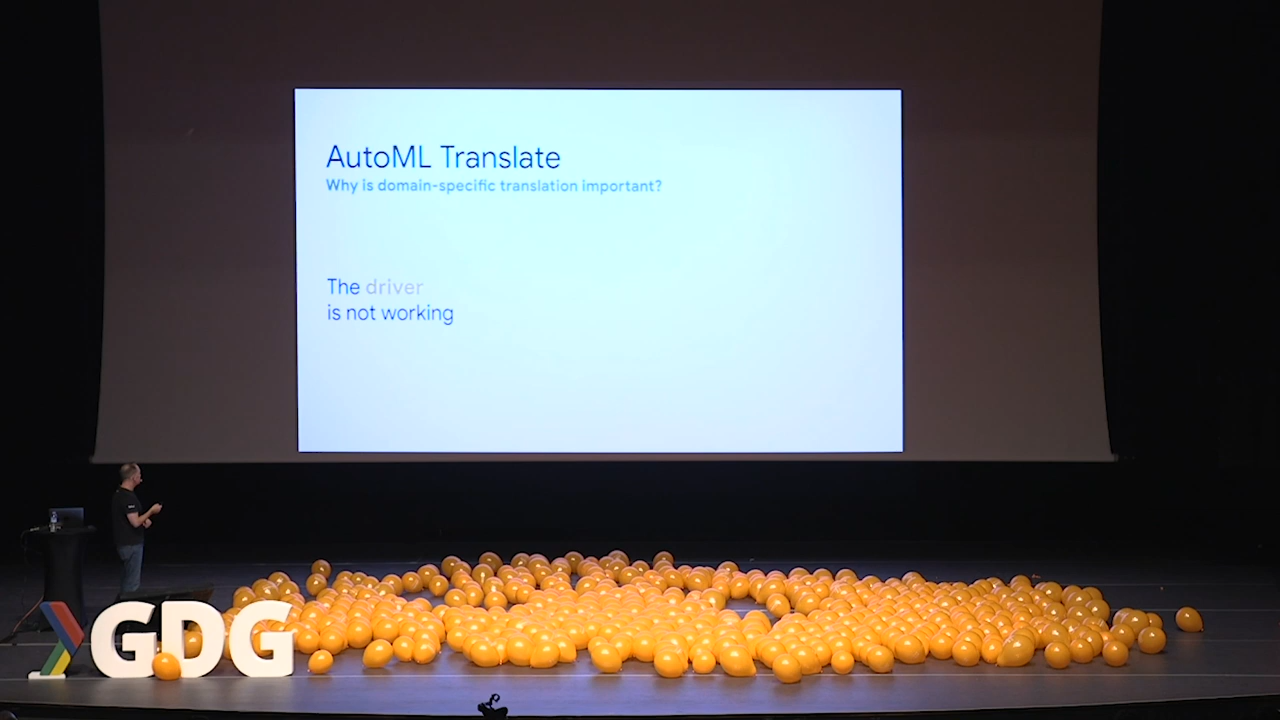 AutoML Translate
Why is domain-specific translation important?
The driver
is not working
GDG